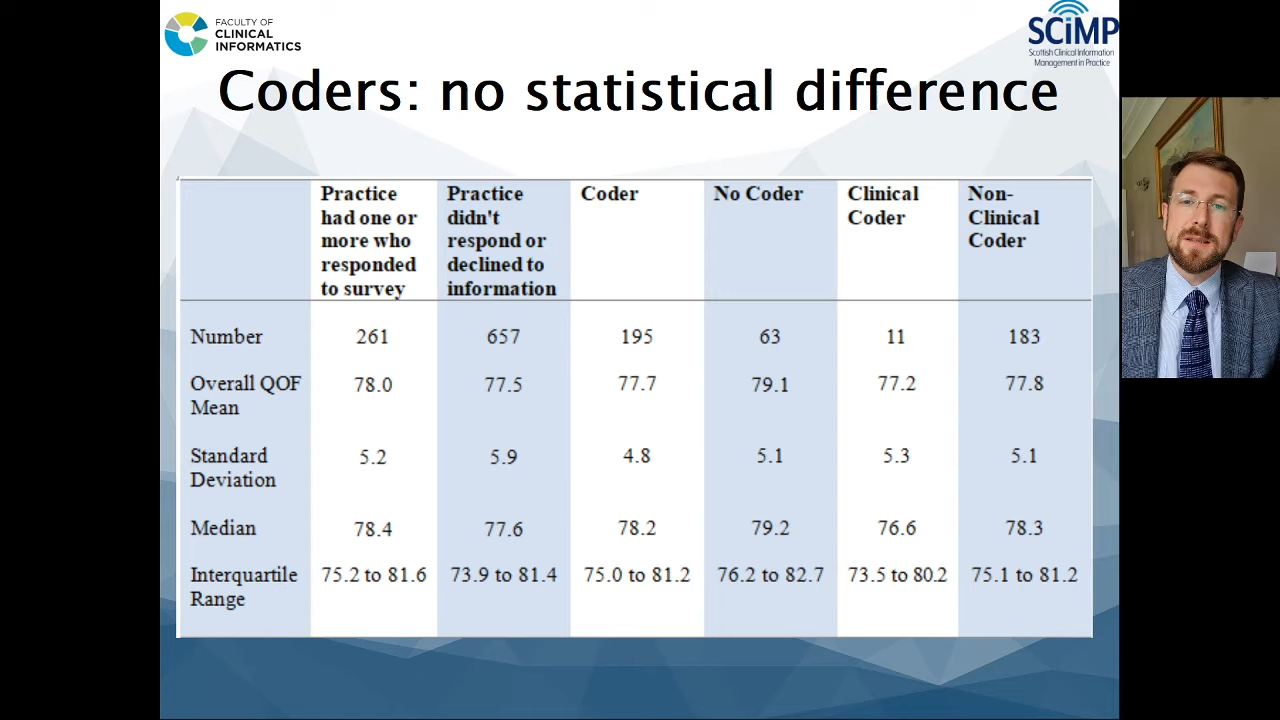 FACULTY OF
CLINICAL
INFORMATICS
SCIMP
Scottish Clinical Information
Management in Practice
Coders: no statistical difference
Practice had one or more who responded to survey
Practice didn't respond or declined to information
Coder
No Coder
Clinical Coder
Non-Clinical Coder
Number 261 657 195 63 11 183
Overall QOF Mean 78.0 77.5 77.7 79.1 77.2 77.8
Standard Deviation 5.2 5.9 4.8 5.1 5.3 5.1
Median 78.4 77.6 78.2 79.2 76.6 78.3
Interquartile Range 75.2 to 81.6 73.9 to 81.4 75.0 to 81.2 76.2 to 82.7 73.5 to 80.2 75.1 to 81.2